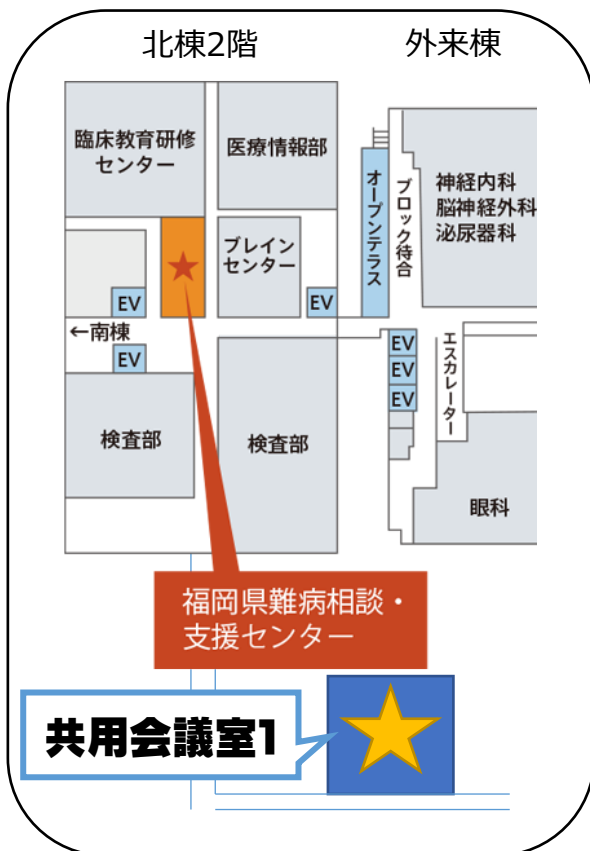 北棟2階
外来棟
臨床教育研修
センター
医療情報部
オープンテラス
ブロック待合
神経内科
脳神経外科
泌尿器科
★
ブレイン
センター
EV
EV
←南棟
EV
EV
EV
EV
エスカレーター
検査部
検査部
眼科
福岡県難病相談・
支援センター
共用会議室1